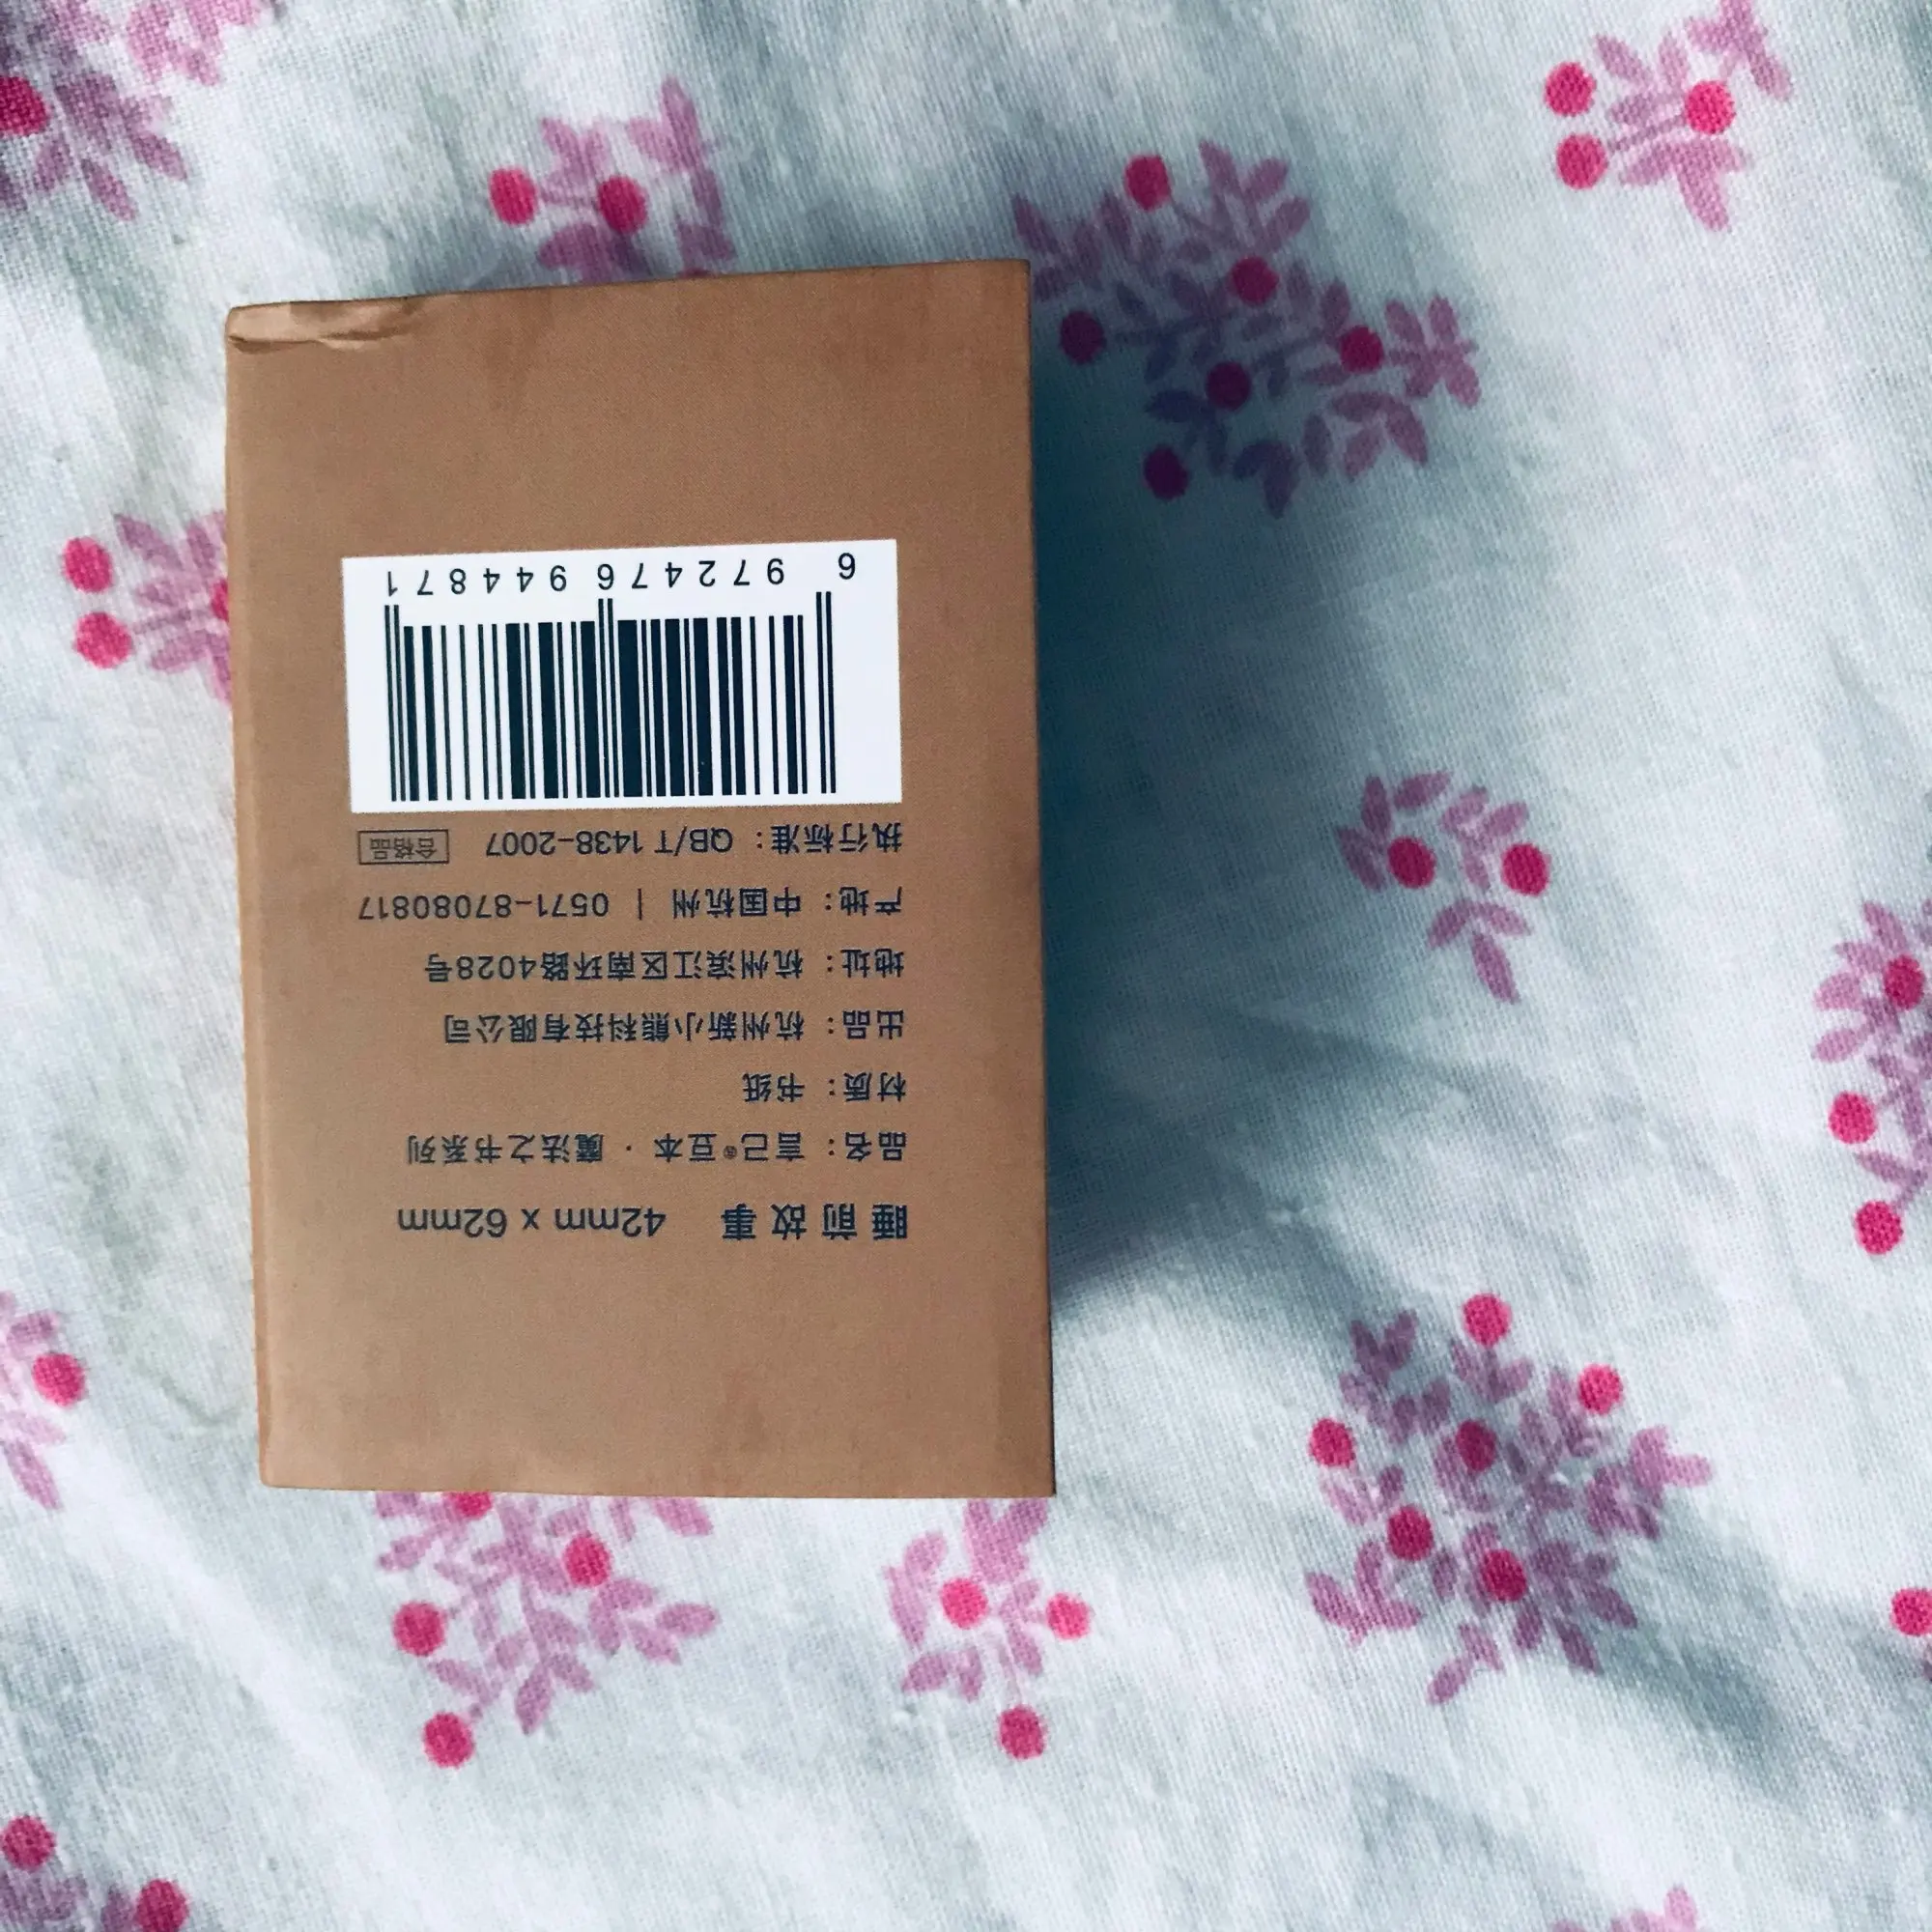 睡前故事 42mm x 62mm
品名：言己®豆本 · 魔法之书系列
材质：书纸
出品：杭州新小熊科技有限公司
地址：杭州滨江区南环路4028号
产地：中国杭州 | 0571-87080817
执行标准：QB/T 1438-2007 合格品
6 972476 944871